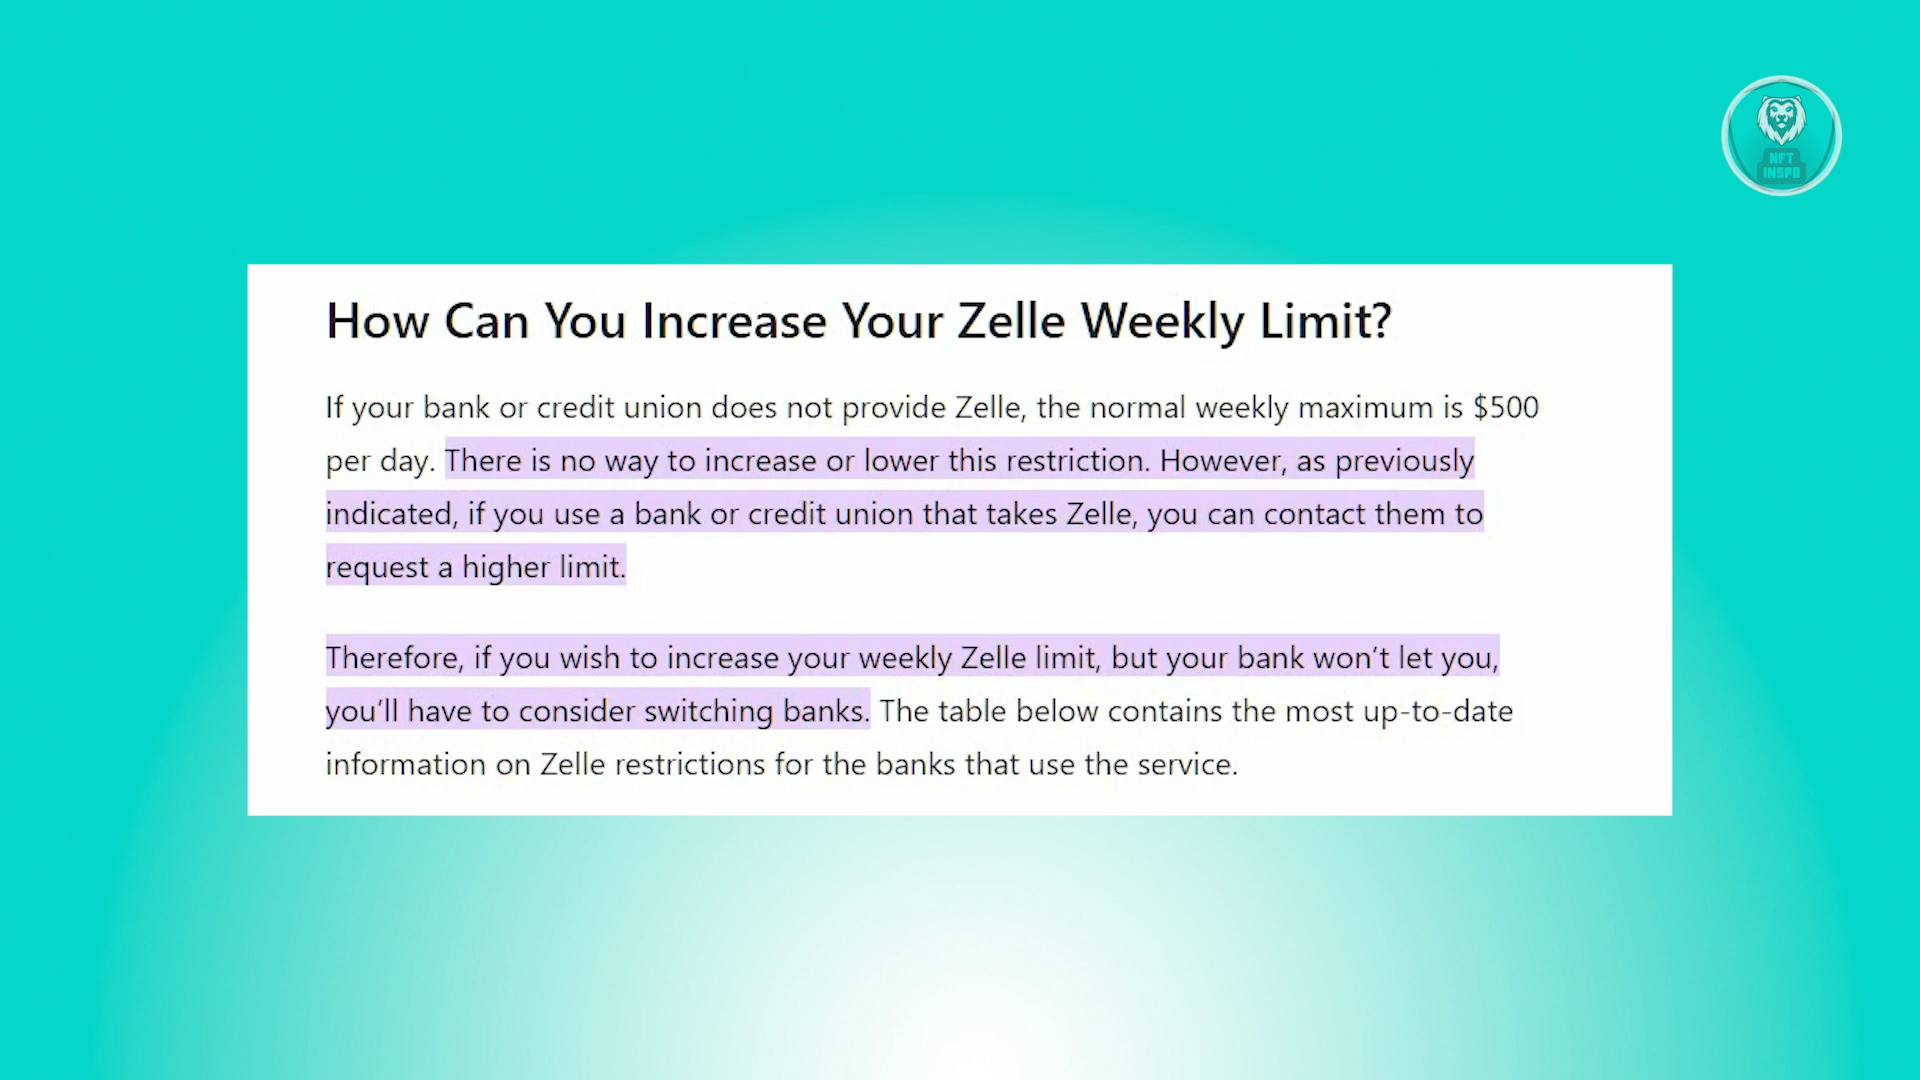 NFT
INSPO
How Can You Increase Your Zelle Weekly Limit?
If your bank or credit union does not provide Zelle, the normal weekly maximum is $500
per day. There is no way to increase or lower this restriction. However, as previously
indicated, if you use a bank or credit union that takes Zelle, you can contact them to
request a higher limit.
Therefore, if you wish to increase your weekly Zelle limit, but your bank won’t let you,
you’ll have to consider switching banks. The table below contains the most up-to-date
information on Zelle restrictions for the banks that use the service.